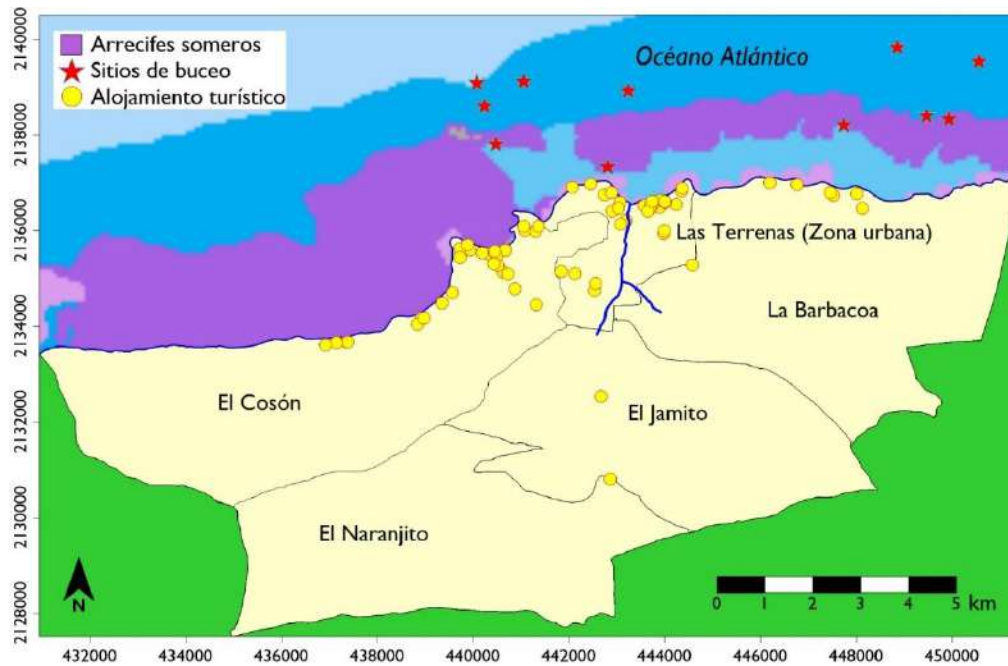 Arrecifes someros
Sitios de buceo
Alojamiento turístico
Océano Atlántico
Las Terrenas (Zona urbana)
La Barbacoa
El Cosón
El Jamito
El Naranjito
N
0 1 2 3 4 5 km
2140000
2138000
2136000
2134000
2132000
2130000
2128000
432000 434000 436000 438000 440000 442000 444000 446000 448000 450000